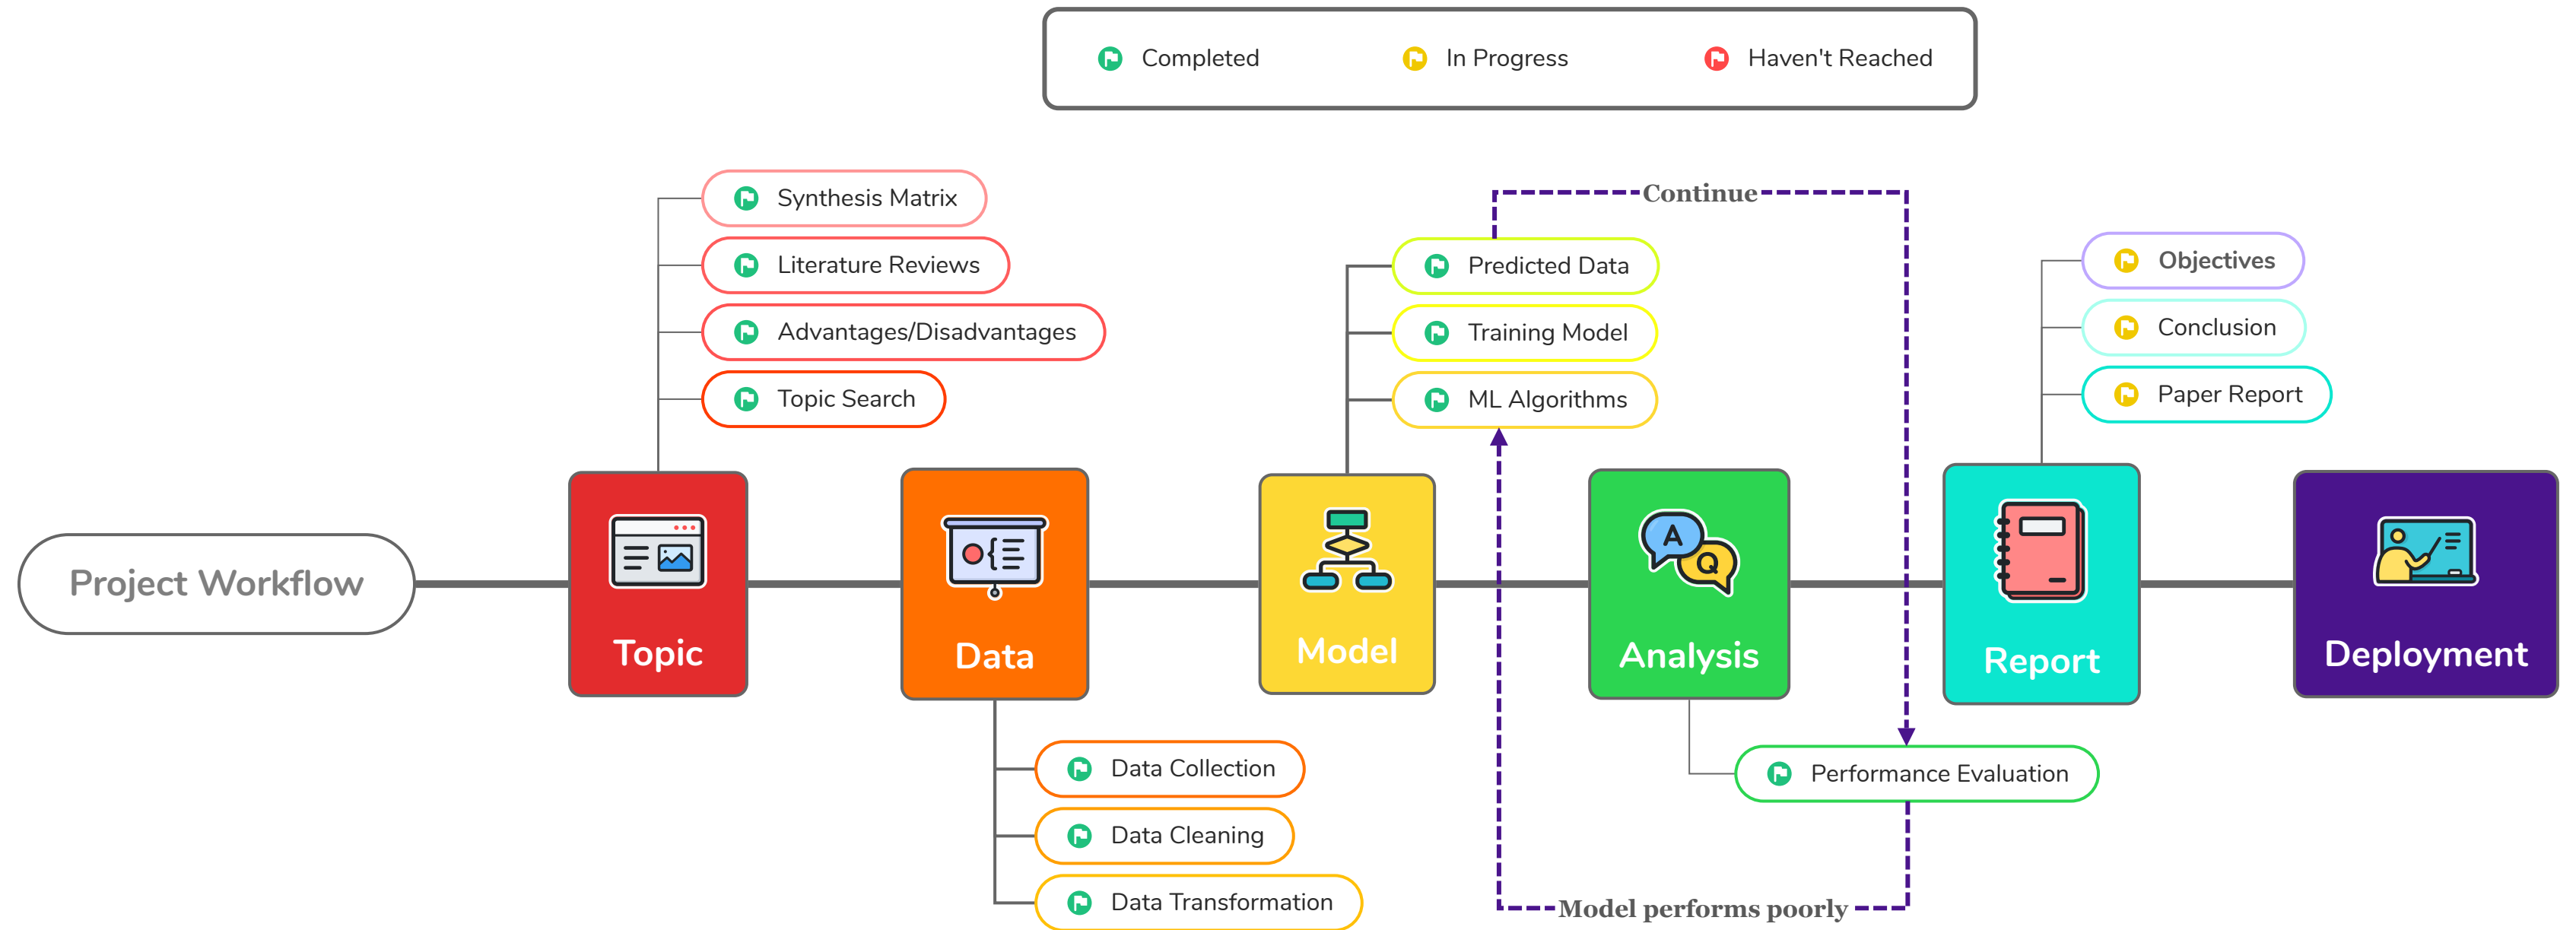 Completed
In Progress
Haven't Reached
Synthesis Matrix
Literature Reviews
Advantages/Disadvantages
Topic Search
Continue
Predicted Data
Training Model
ML Algorithms
Objectives
Conclusion
Paper Report
Project Workflow
Topic
Data
Model
A
Q
Analysis
Report
Deployment
Data Collection
Data Cleaning
Data Transformation
Performance Evaluation
Model performs poorly